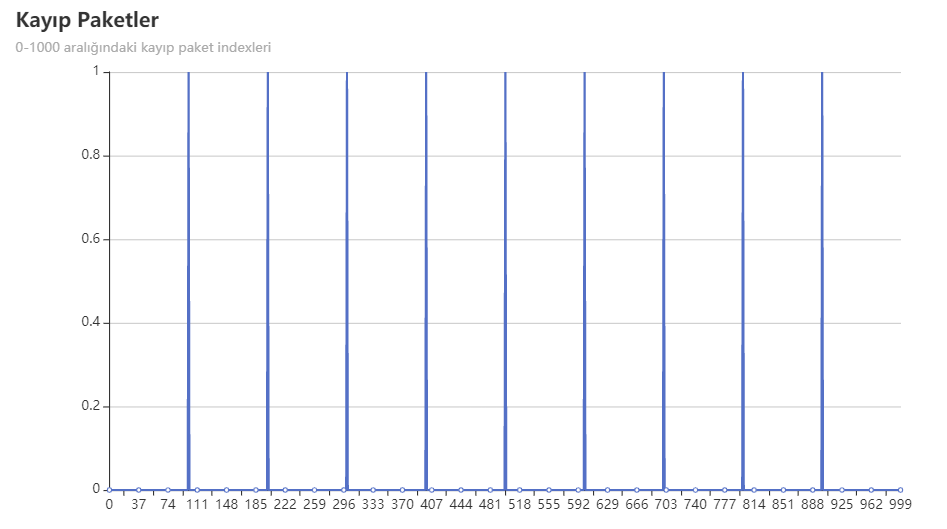 Kayıp Paketler
0-1000 aralığındaki kayıp paket indexleri
1
0.8
0.6
0.4
0.2
0
0 37 74 111 148 185 222 259 296 333 370 407 444 481 518 555 592 629 666 703 740 777 814 851 888 925 962 999